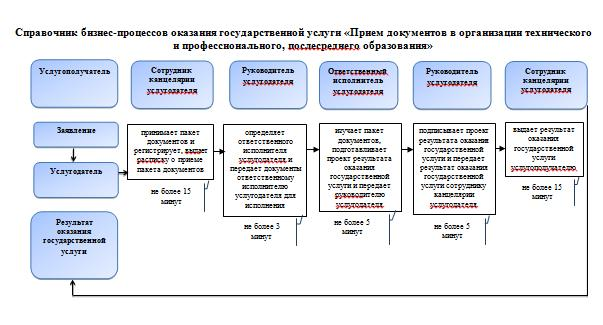 Справочник бизнес-процессов оказания государственной услуги «Прием документов в организации технического
и профессионального, послесреднего образования»
Услугополучатель
Сотрудник
канцелярии
услугодателя
Руководитель
услугодателя
Ответственный
исполнитель
услугодателя
Руководитель
услугодателя
Сотрудник
канцелярии
услугодателя
Заявление
Услугодатель
Результат
оказания
государственной
услуги
принимает пакет
документов и
регистрирует, выдает
расписку о приеме
пакета документов
не более 15
минут
определяет
ответственного
исполнителя
услугодателя и
передает документы
ответственному
исполнителю
услугодателя для
исполнения
не более 3
минут
изучает пакет
документов,
подготавливает
проект результата
оказания
государственной
услуги и передает
руководителю
услугодателя
не более 5
минут
подписывает проект
результата оказания
государственной
услуги и передает
результат оказания
государственной
услуги сотруднику
канцелярии
услугодателя
не более 5
минут
выдает результат
оказания
государственной
услуги
услугополучателю
не более 15
минут